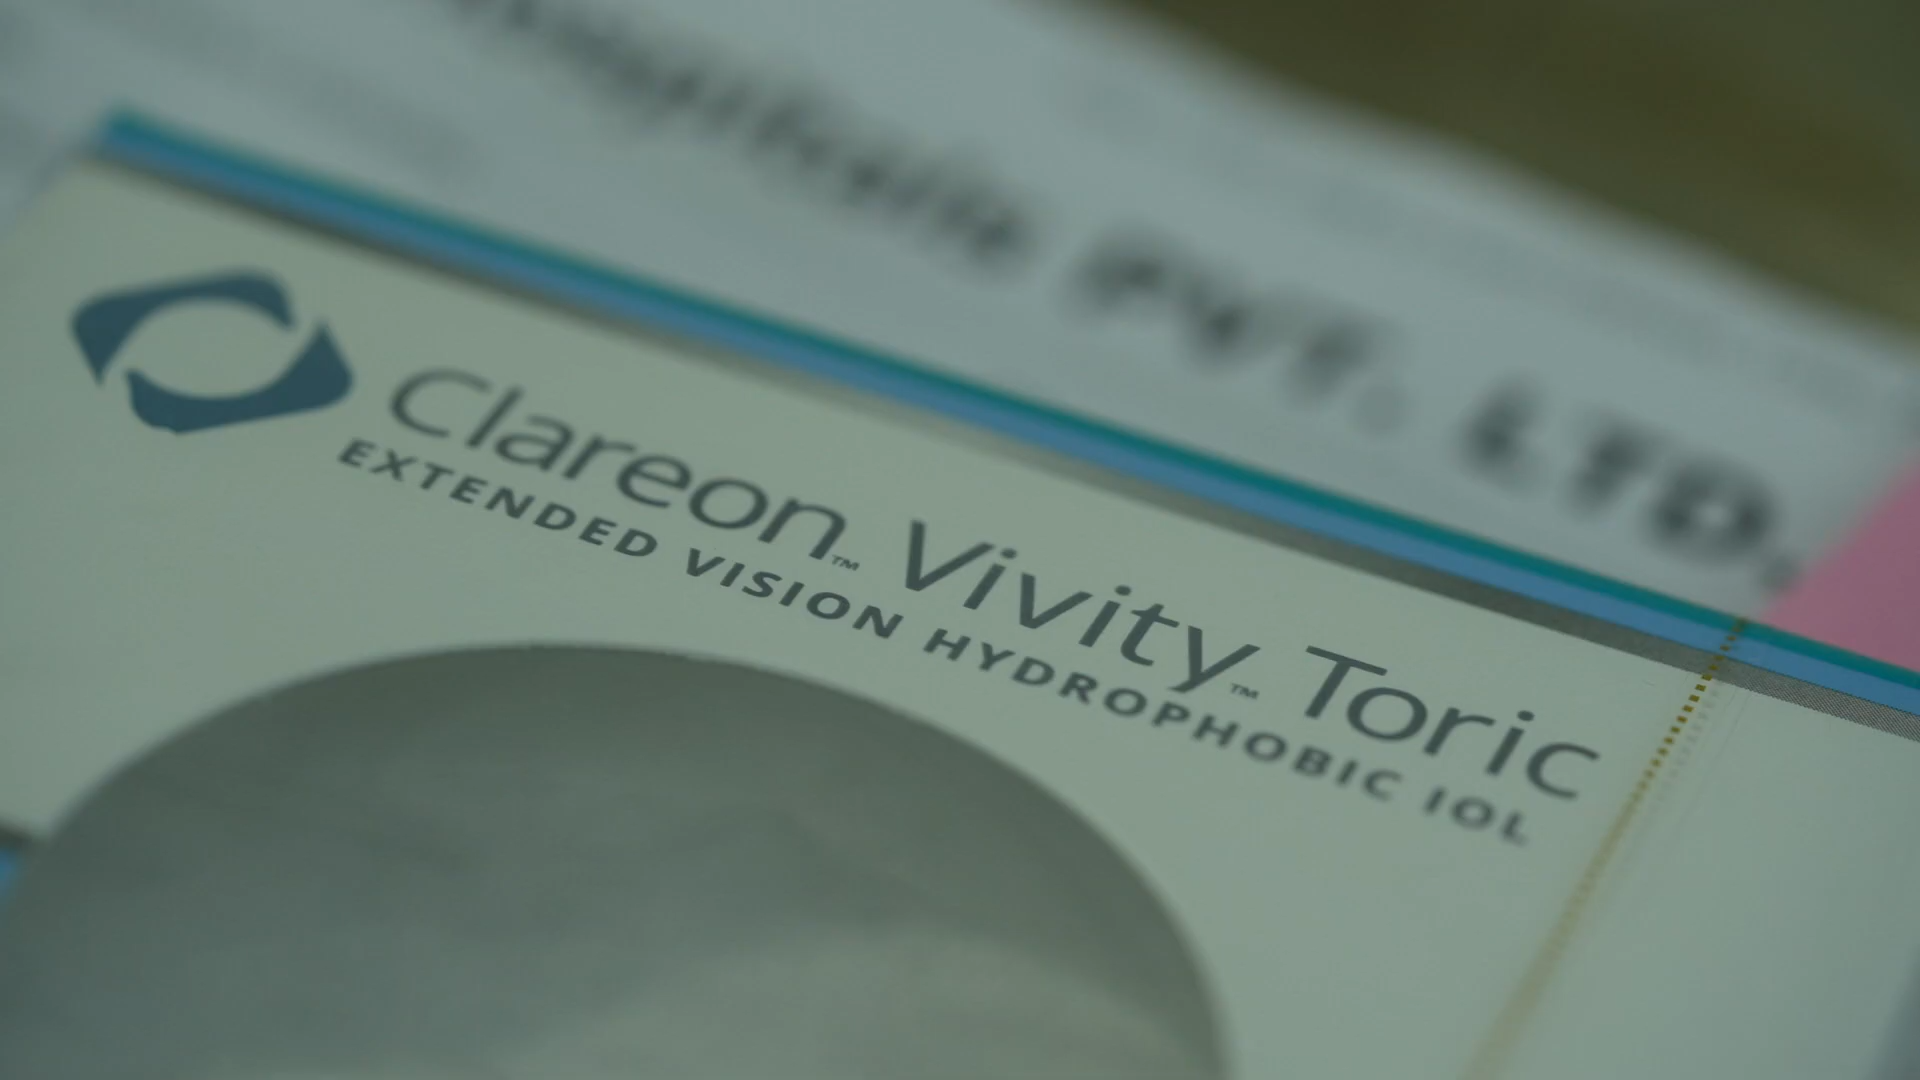 PVT. LTD.
Clareon™ Vivity™ Toric
EXTENDED VISION HYDROPHOBIC IOL